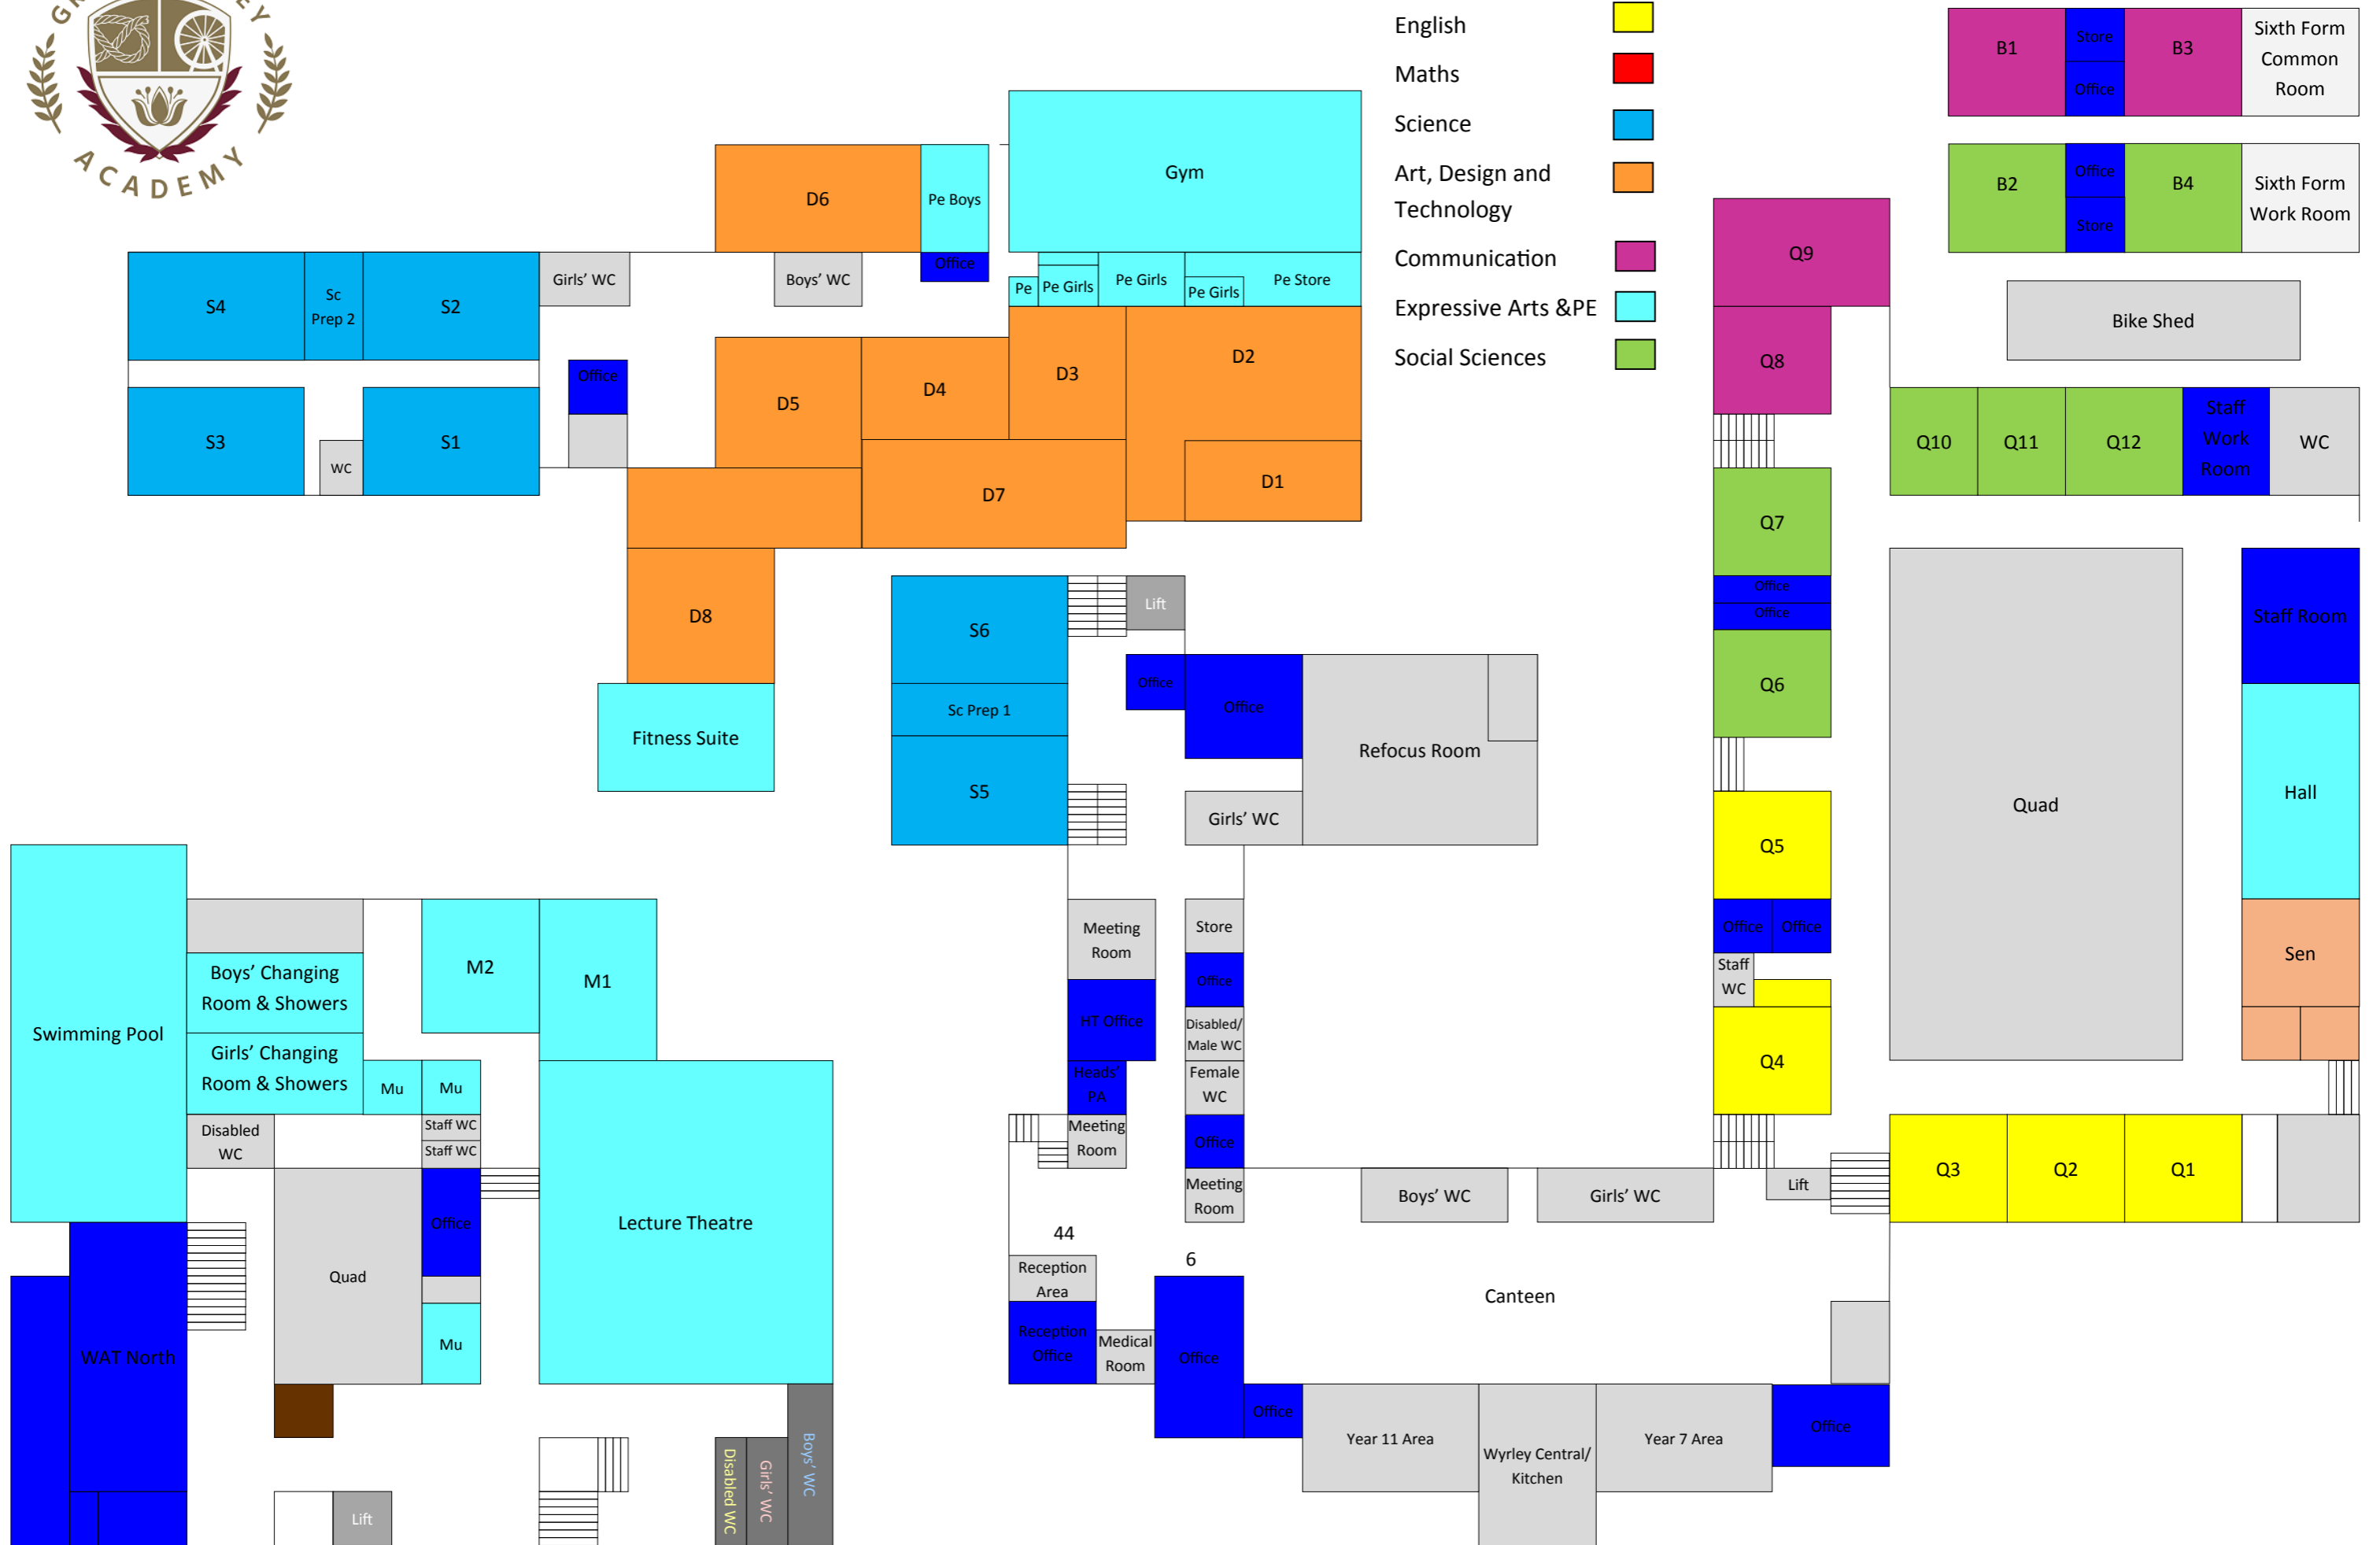 ACADEMY
English
Maths
Science
Art, Design and
Technology
Communication
Expressive Arts &PE
Social Sciences
B1
Store
Office
B3
Sixth Form
Common
Room
B2
Office
Store
B4
Sixth Form
Work Room
Bike Shed
D6
Pe Boys
Office
Gym
Girls' WC
Boys' WC
Pe
Pe Girls
Pe Girls
Pe Girls
Pe Store
S4
Sc
Prep 2
S2
S3
WC
S1
Office
D5
D4
D3
D2
D7
D1
D8
Fitness Suite
Q9
Q8
Q10
Q11
Q12
Staff
Work
Room
WC
Q7
Office
Office
Q6
Q5
Office
Office
Staff
WC
Q4
Quad
Staff Room
Hall
Sen
Q3
Q2
Q1
Lift
S6
Sc Prep 1
S5
Lift
Office
Office
Refocus Room
Girls' WC
Meeting
Room
HT Office
Heads'
PA
Meeting
Room
Store
Office
Disabled/
Male WC
Female
WC
Office
Meeting
Room
Boys' WC
Girls' WC
44
6
Reception
Area
Reception
Office
Medical
Room
Office
Office
Canteen
Year 11 Area
Wyrley Central/
Kitchen
Year 7 Area
Office
Swimming Pool
Boys' Changing
Room & Showers
Girls' Changing
Room & Showers
M2
M1
Mu
Mu
Disabled
WC
Staff WC
Staff WC
Office
Quad
Mu
Lecture Theatre
WAT North
Lift
Disabled WC
Girls' WC
Boys' WC